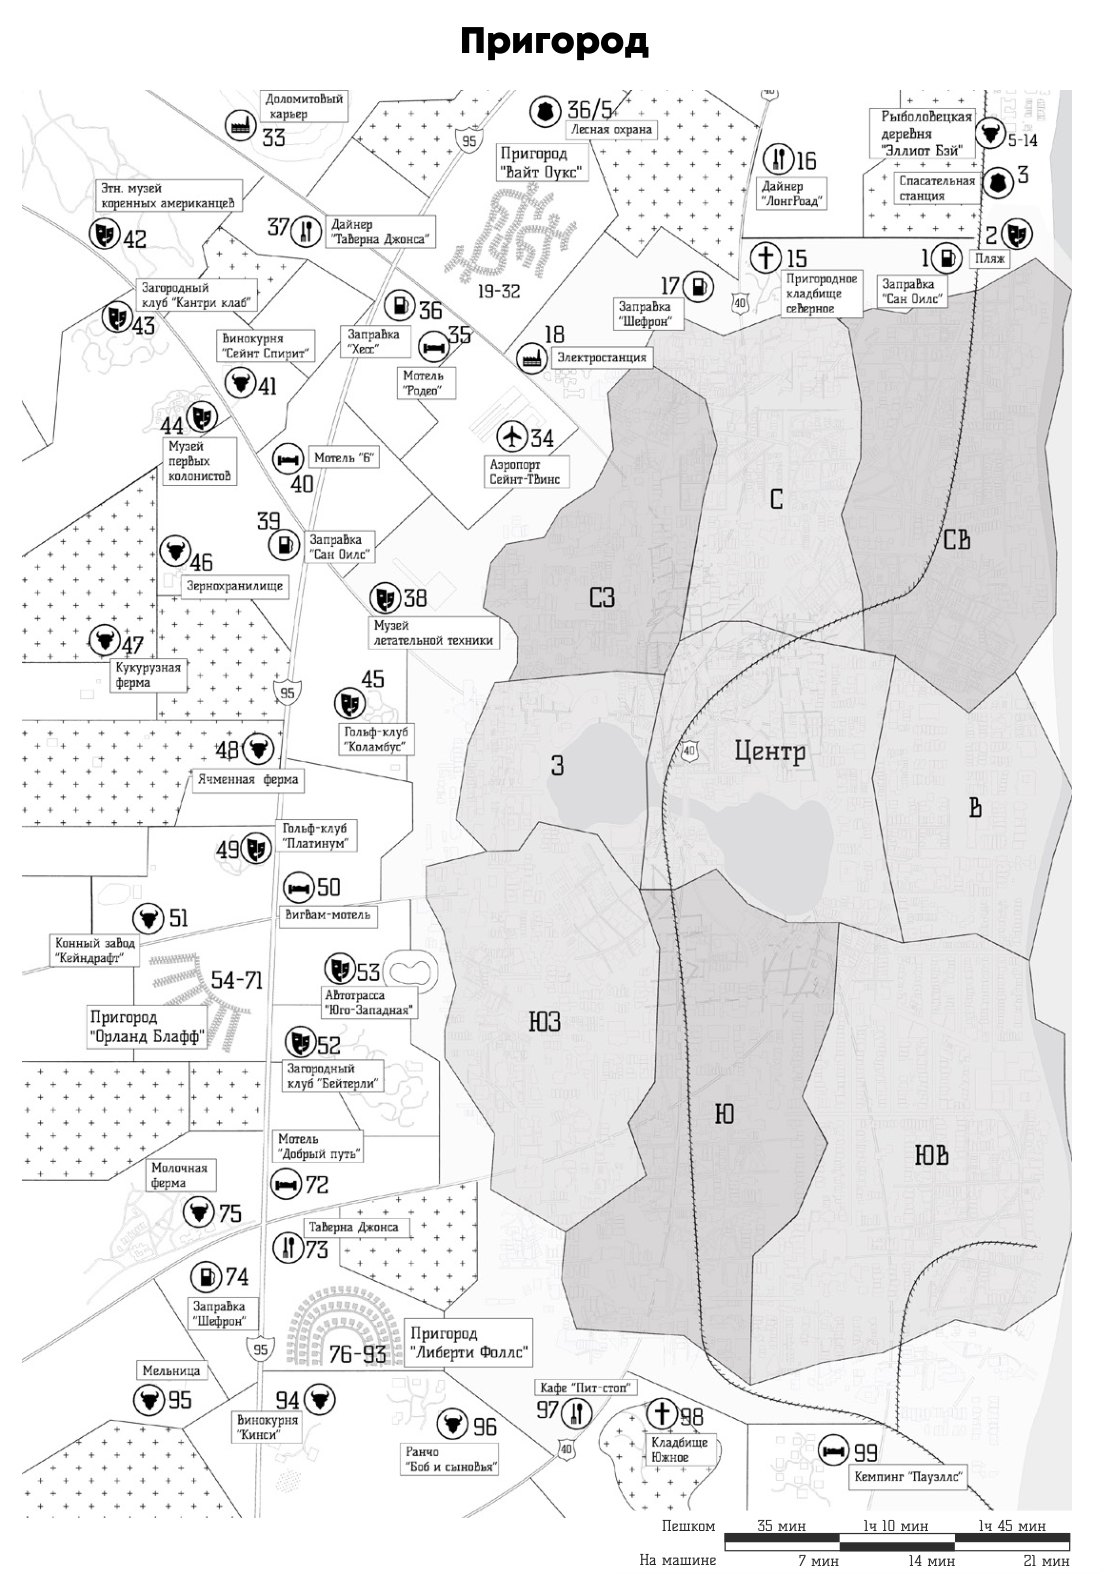 Пригород
Доломитовый
карьер
33
36/5
Лесная охрана
95
Пригород
"Вайт Оукс"
19-32
40
16
Дайнер
"ЛонгРоад"
Рыболовецкая
деревня
"Эллиот Бэй"
5-14
Спасательная
станция
3
2
Пляж
Этн. музей
коренных американцев
42
37
Дайнер
"Таверна Джонса"
15
Пригородное
кладбище
северное
1
Заправка
"Сан Оилс"
17
Заправка
"Шефрон"
40
Загородный
клуб "Кантри клаб"
43
36
Заправка
"Хесс"
35
Мотель
"Родео"
18
Электростанция
Винокурня
"Сейнт Спирит"
41
44
Музей
первых
колонистов
34
Аэропорт
Сейнт-Твинс
Мотель "6"
40
39
Заправка
"Сан Оилс"
С
СВ
СЗ
46
Зернохранилище
38
Музей
летательной техники
47
Кукурузная
ферма
95
45
Гольф-клуб
"Коламбус"
48
Ячменная ферма
З
40
Центр
В
Гольф-клуб
"Платинум"
49
50
Вигвам-мотель
51
Конный завод
"Кейндрафт"
54-71
Пригород
"Орланд Блафф"
53
Автотрасса
"Юго-Западная"
52
Загородный
клуб "Бейтерли"
ЮЗ
Ю
ЮВ
Мотель
"Добрый путь"
72
Молочная
ферма
75
Таверна Джонса
73
74
Заправка
"Шефрон"
95
76-93
Пригород
"Либерти Фоллс"
Мельница
95
94
Винокурня
"Кинси"
96
Ранчо
"Боб и сыновья"
Кафе "Пит-стоп"
97
40
98
Кладбище
Южное
99
Кемпинг "Пауэллс"
Пешком 35 мин 1ч 10 мин 1ч 45 мин
На машине 7 мин 14 мин 21 мин